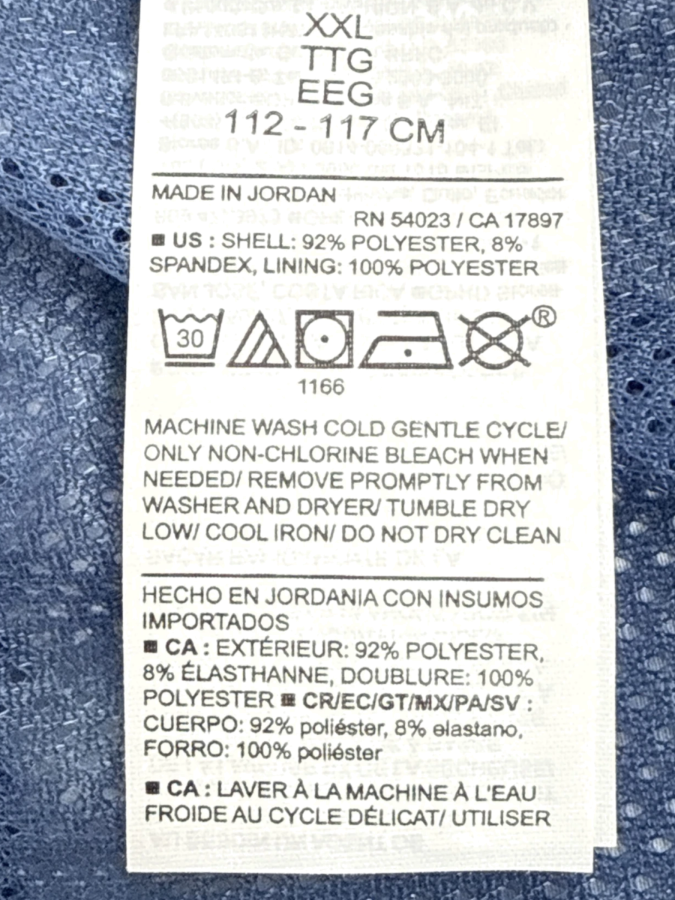 XXL
TTG
EEG
112 - 117 CM
MADE IN JORDAN
RN 54023 / CA 17897
US : SHELL: 92% POLYESTER, 8%
SPANDEX, LINING: 100% POLYESTER
30
®
1166
MACHINE WASH COLD GENTLE CYCLE/
ONLY NON-CHLORINE BLEACH WHEN
NEEDED/ REMOVE PROMPTLY FROM
WASHER AND DRYER/ TUMBLE DRY
LOW/ COOL IRON/ DO NOT DRY CLEAN
HECHO EN JORDANIA CON INSUMOS
IMPORTADOS
CA : EXTÉRIEUR: 92% POLYESTER,
8% ÉLASTHANNE, DOUBLURE: 100%
POLYESTER CR/EC/GT/MX/PA/SV :
CUERPO: 92% poliéster, 8% elastano,
FORRO: 100% poliéster
CA : LAVER À LA MACHINE À L'EAU
FROIDE AU CYCLE DÉLICAT/ UTILISER